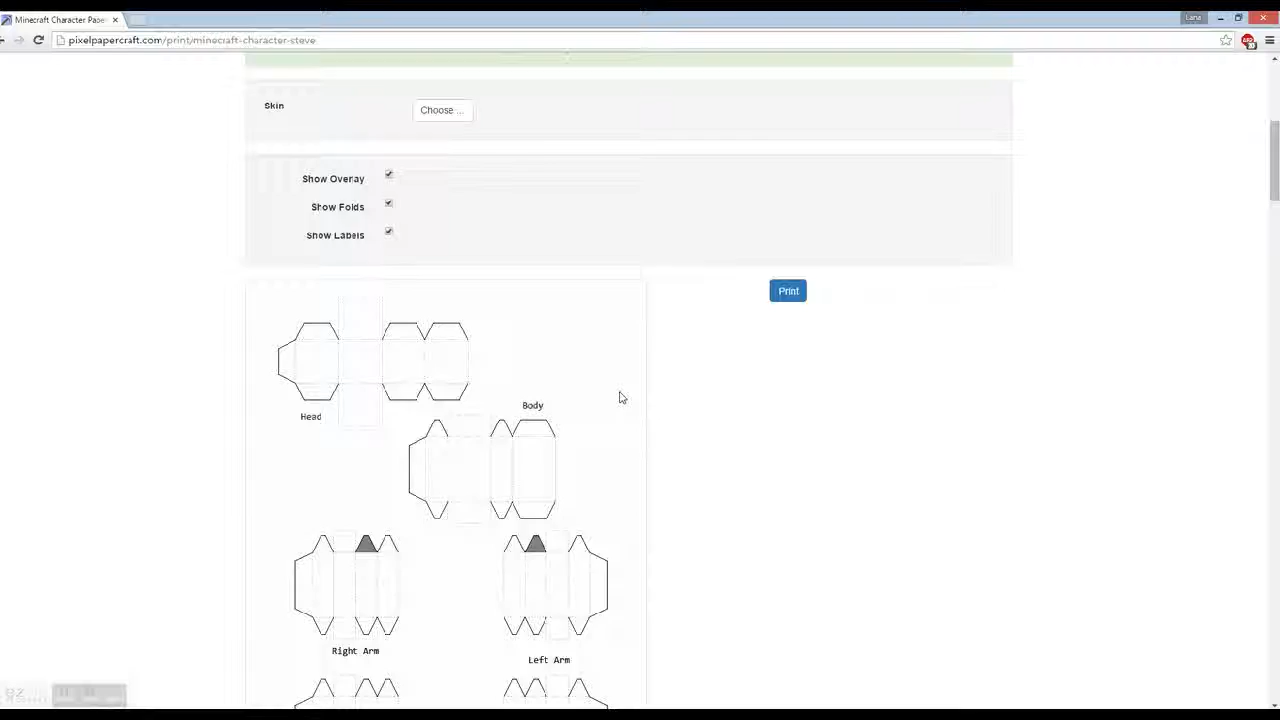 Minecraft Character Pape
Lana
pixelpapercraft.com/print/minecraft-character-steve
Skin
Choose ...
Show Overlay
Show Folds
Show Labels
Print
Head
Body
Right Arm
Left Arm